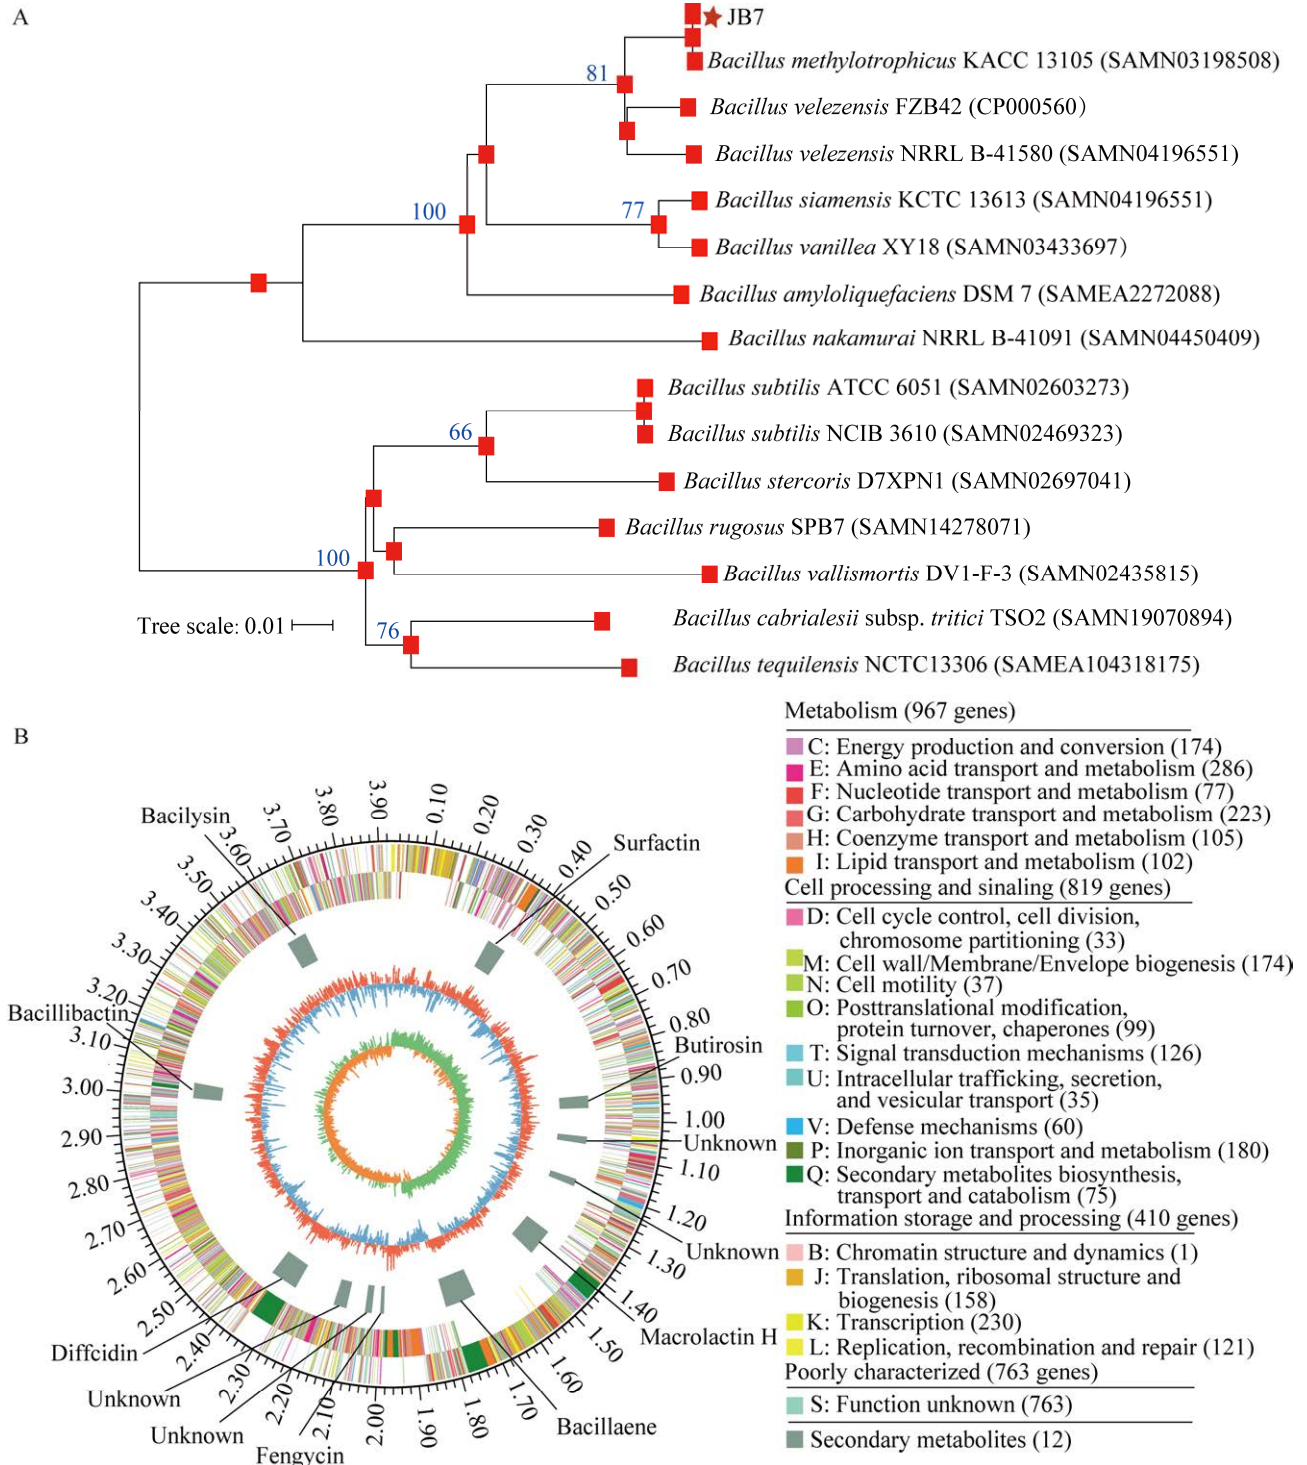 A
JB7
Bacillus methylotrophicus KACC 13105 (SAMN03198508)
81
Bacillus velezensis FZB42 (CP000560)
Bacillus velezensis NRRL B-41580 (SAMN04196551)
Bacillus siamensis KCTC 13613 (SAMN04196551)
100
77
Bacillus vanillea XY18 (SAMN03433697)
Bacillus amyloliquefaciens DSM 7 (SAMEA2272088)
Bacillus nakamurai NRRL B-41091 (SAMN04450409)
Bacillus subtilis ATCC 6051 (SAMN02603273)
66
Bacillus subtilis NCIB 3610 (SAMN02469323)
Bacillus stercoris D7XPN1 (SAMN02697041)
Bacillus rugosus SPB7 (SAMN14278071)
100
Bacillus vallismortis DV1-F-3 (SAMN02435815)
Tree scale: 0.01
76
Bacillus cabrialesii subsp. tritici TSO2 (SAMN19070894)
Bacillus tequilensis NCTC13306 (SAMEA104318175)
B
0.10
0.20
0.30
0.40
0.50
0.60
0.70
0.80
0.90
1.00
1.10
1.20
1.30
1.40
1.50
1.60
1.70
1.80
1.90
2.00
2.10
2.20
2.30
2.40
2.50
2.60
2.70
2.80
2.90
3.00
3.10
3.20
3.30
3.40
3.50
3.60
3.70
3.80
3.90
Bacilysin
Surfactin
Bacillibactin
Butirosin
Unknown
Unknown
Macrolactin H
Bacillaene
Fengycin
Unknown
Unknown
Diffcidin
Metabolism (967 genes)
C: Energy production and conversion (174)
E: Amino acid transport and metabolism (286)
F: Nucleotide transport and metabolism (77)
G: Carbohydrate transport and metabolism (223)
H: Coenzyme transport and metabolism (105)
I: Lipid transport and metabolism (102)
Cell processing and sinaling (819 genes)
D: Cell cycle control, cell division,
chromosome partitioning (33)
M: Cell wall/Membrane/Envelope biogenesis (174)
N: Cell motility (37)
O: Posttranslational modification,
protein turnover, chaperones (99)
T: Signal transduction mechanisms (126)
U: Intracellular trafficking, secretion,
and vesicular transport (35)
V: Defense mechanisms (60)
P: Inorganic ion transport and metabolism (180)
Q: Secondary metabolites biosynthesis,
transport and catabolism (75)
Information storage and processing (410 genes)
B: Chromatin structure and dynamics (1)
J: Translation, ribosomal structure and
biogenesis (158)
K: Transcription (230)
L: Replication, recombination and repair (121)
Poorly characterized (763 genes)
S: Function unknown (763)
Secondary metabolites (12)